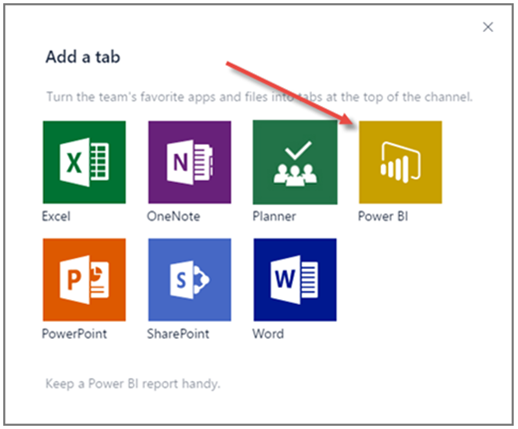 Add a tab
Turn the team's favorite apps and files into tabs at the top of the channel.
X
N
Excel
OneNote
Planner
Power BI
P
S
W
PowerPoint
SharePoint
Word
Keep a Power BI report handy.